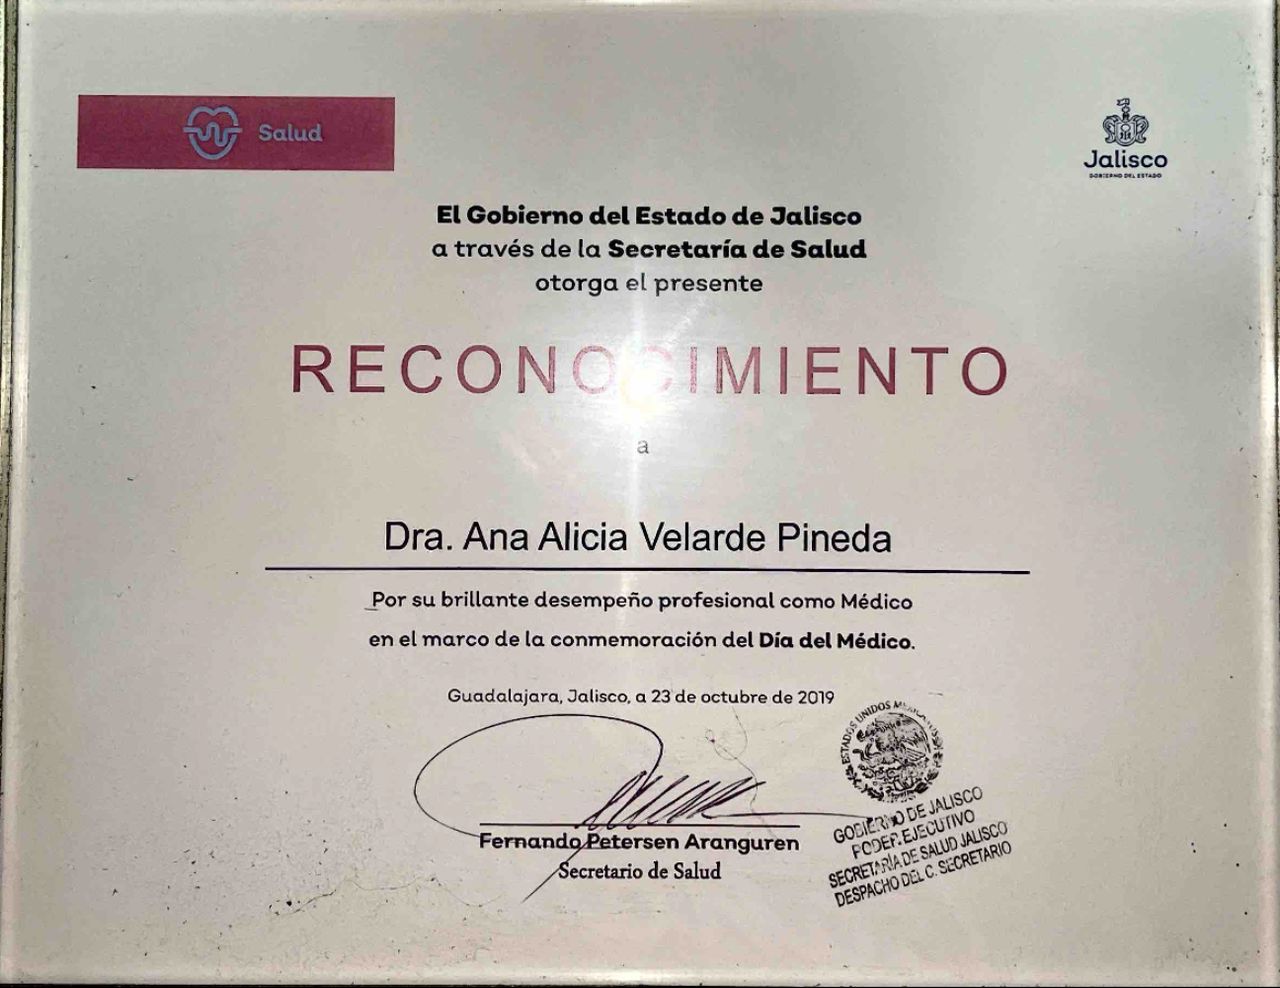 Salud
Jalisco
GOBIERNO DEL ESTADO
El Gobierno del Estado de Jalisco
a través de la Secretaría de Salud
otorga el presente
RECONOCIMIENTO
a
Dra. Ana Alicia Velarde Pineda
Por su brillante desempeño profesional como Médico
en el marco de la conmemoración del Día del Médico.
Guadalajara, Jalisco, a 23 de octubre de 2019
Fernando Petersen Aranguren
Secretario de Salud
ESTADOS UNIDOS MEXICANOS
GOBIERNO DE JALISCO
PODER EJECUTIVO
SECRETARÍA DE SALUD JALISCO
DESPACHO DEL C. SECRETARIO